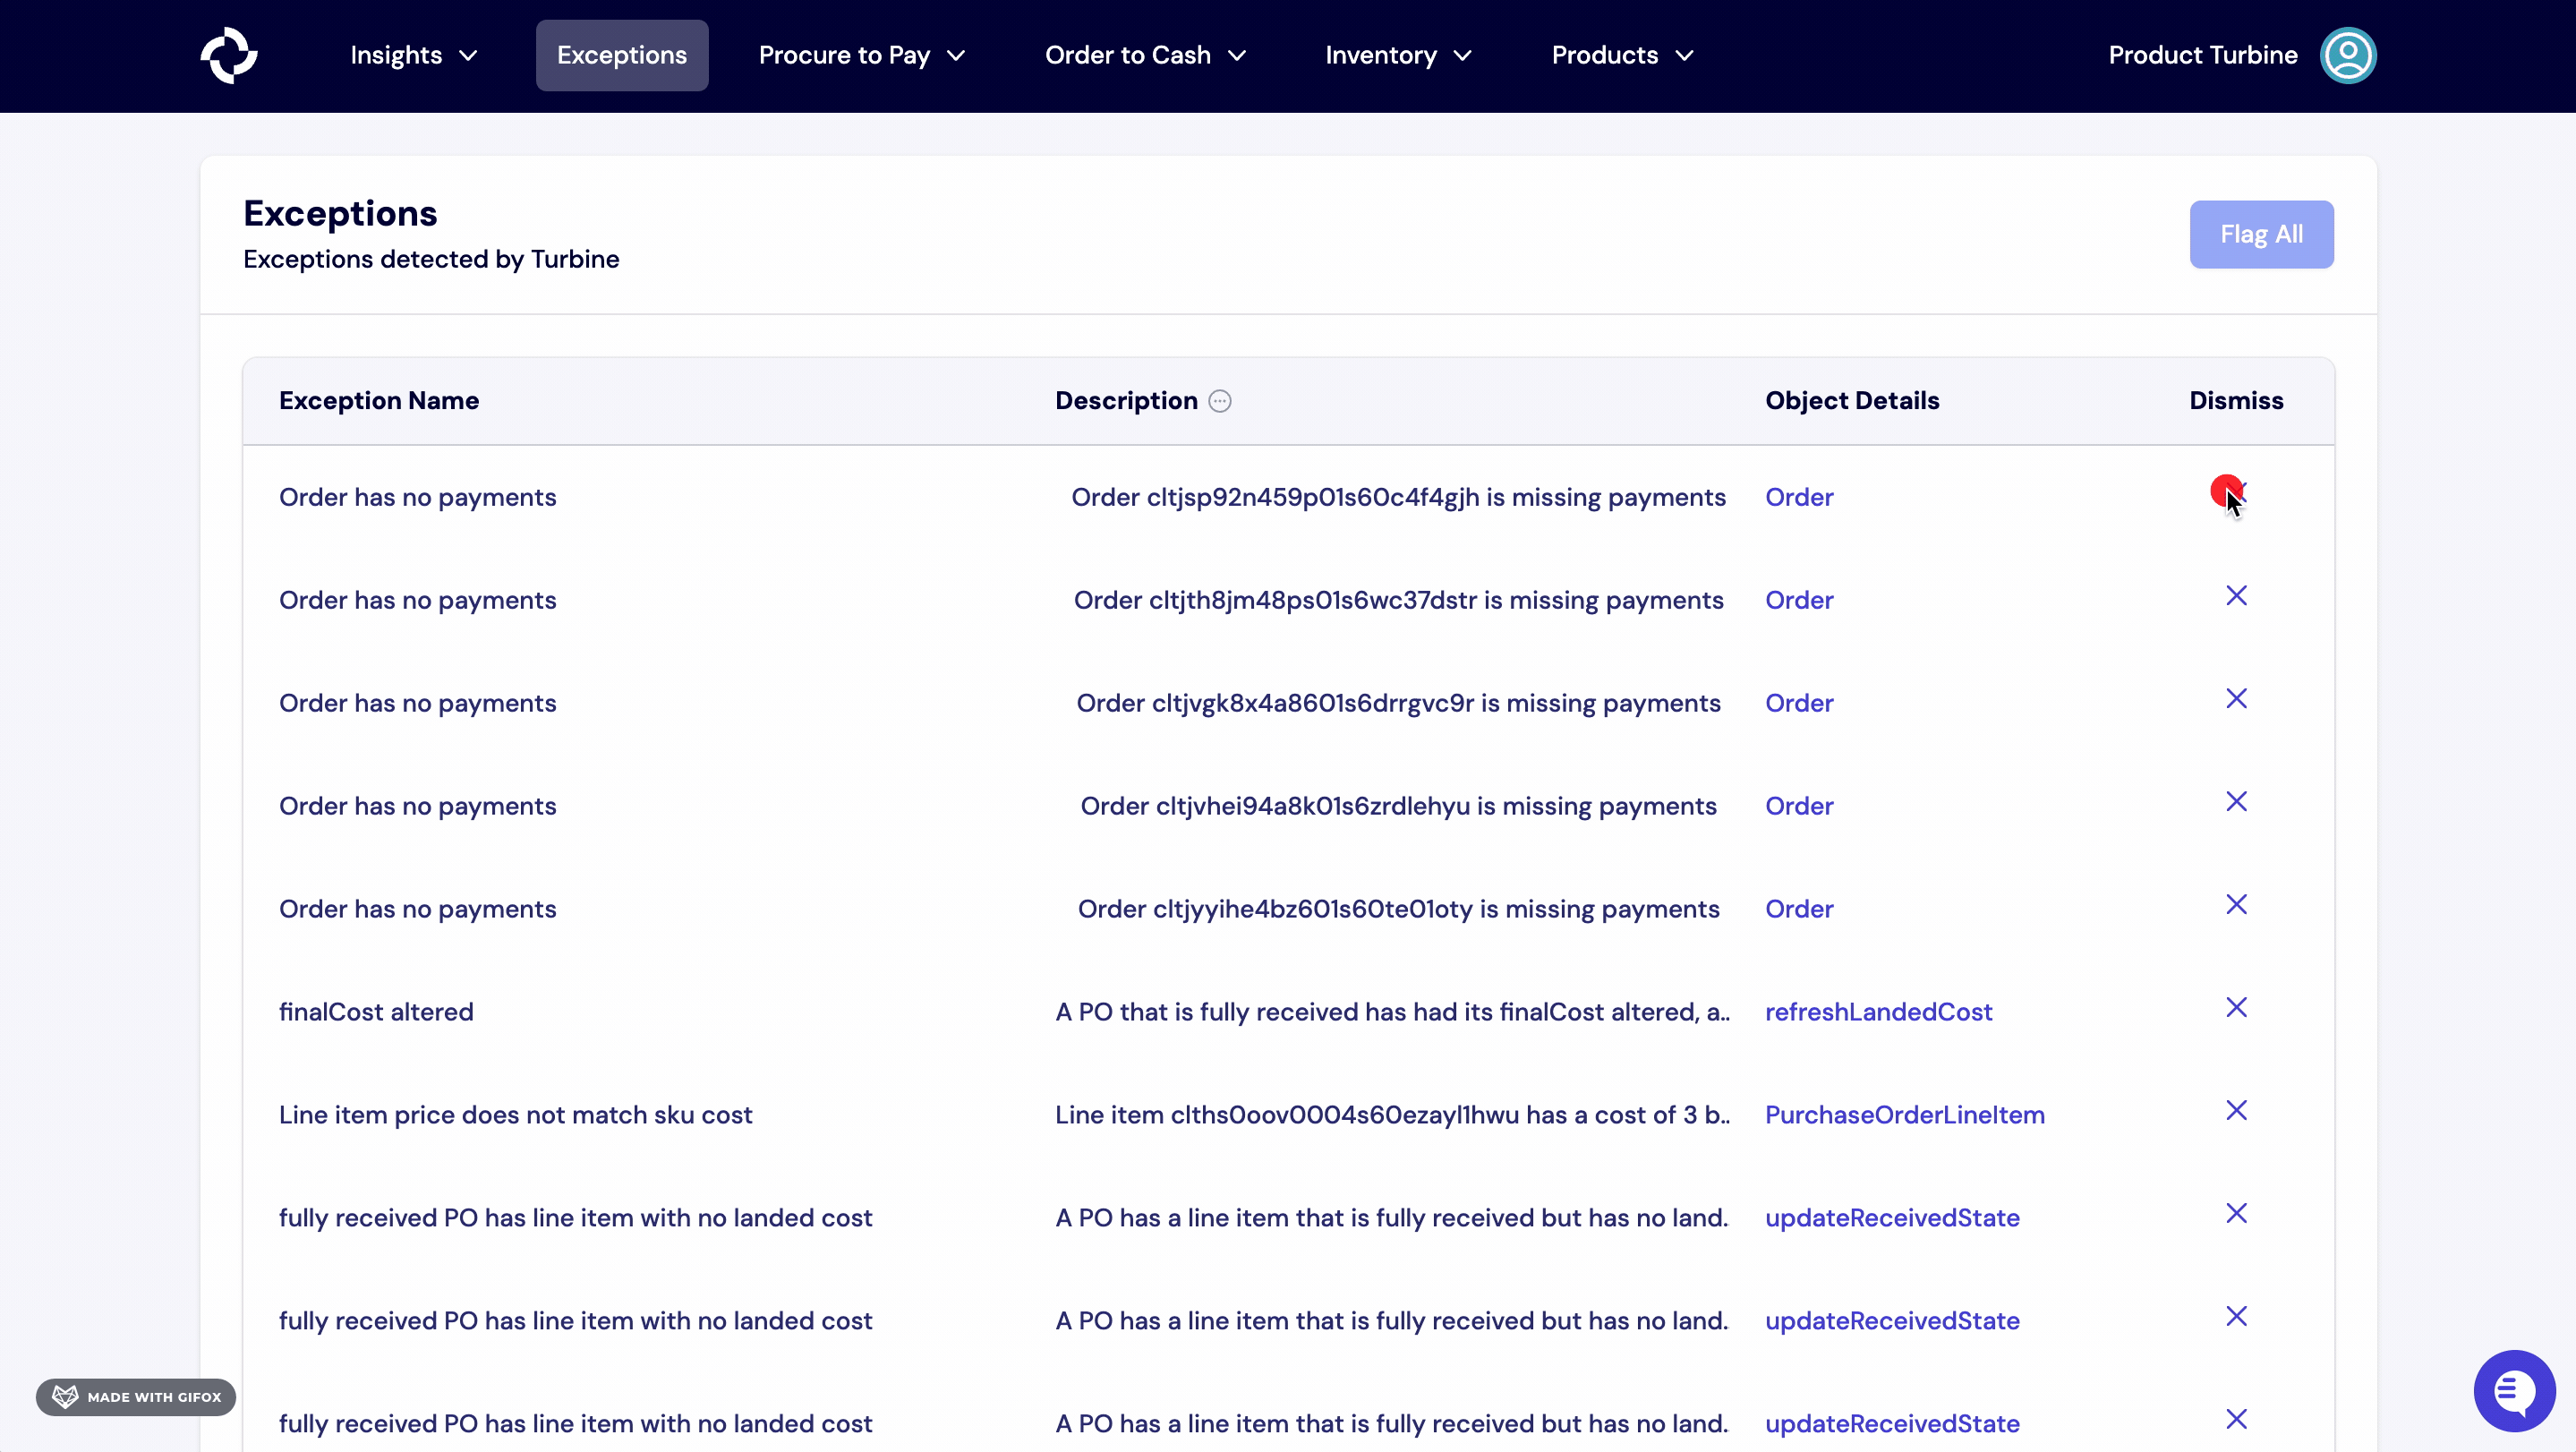 Insights Exceptions Procure to Pay Order to Cash Inventory Products Product Turbine
Exceptions
Exceptions detected by Turbine
Flag All
Exception Name Description Object Details Dismiss
Order has no payments Order cltjsp92n459p01s60c4f4gjh is missing payments Order
Order has no payments Order cltjth8jm48ps01s6wc37dstr is missing payments Order
Order has no payments Order cltjvgk8x4a8601s6drrgvc9r is missing payments Order
Order has no payments Order cltjvhei94a8k01s6zrdlehyu is missing payments Order
Order has no payments Order cltjyyihe4bz601s60te01oty is missing payments Order
finalCost altered A PO that is fully received has had its finalCost altered, a.. refreshLandedCost
Line item price does not match sku cost Line item clths0oov0004s60ezayl1hwu has a cost of 3 b.. PurchaseOrderLineItem
fully received PO has line item with no landed cost A PO has a line item that is fully received but has no land. updateReceivedState
fully received PO has line item with no landed cost A PO has a line item that is fully received but has no land. updateReceivedState
fully received PO has line item with no landed cost A PO has a line item that is fully received but has no land. updateReceivedState
MADE WITH GIFOX